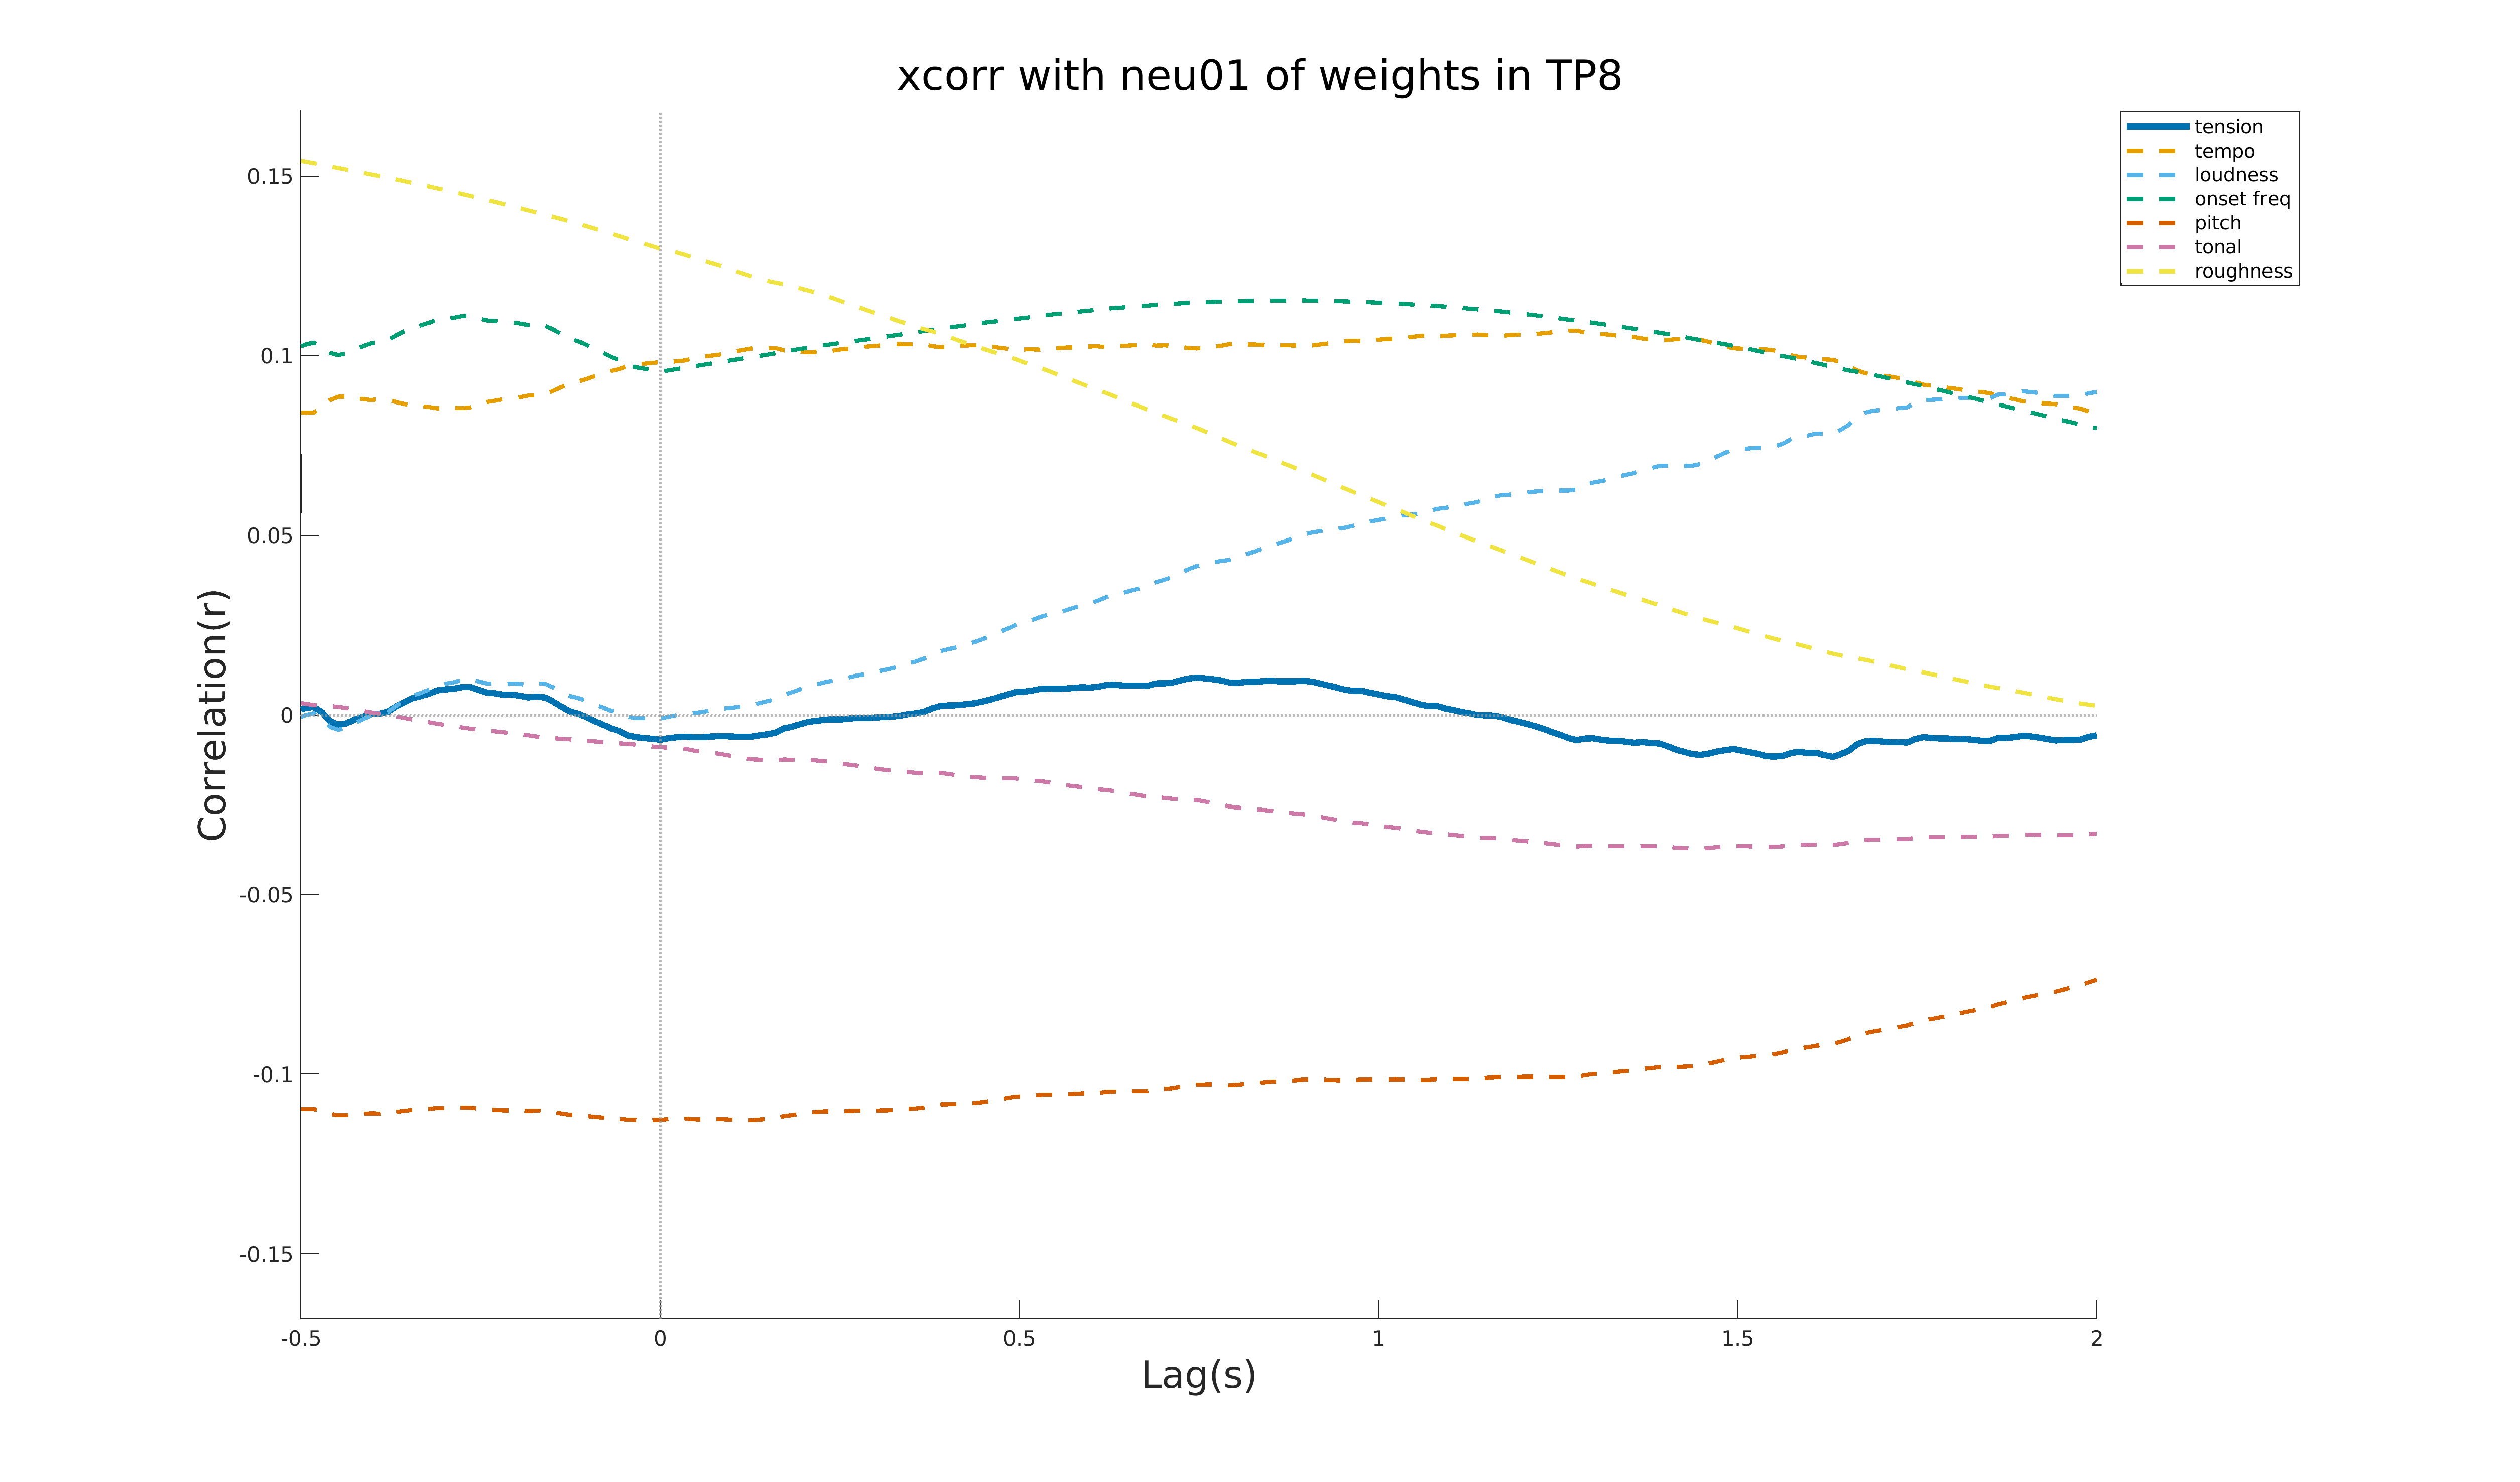 xcorr with neu01 of weights in TP8
tension
tempo
loudness
onset freq
pitch
tonal
roughness
0.15
0.1
0.05
0
-0.05
-0.1
-0.15
Correlation(r)
-0.5
0
0.5
1
1.5
2
Lag(s)